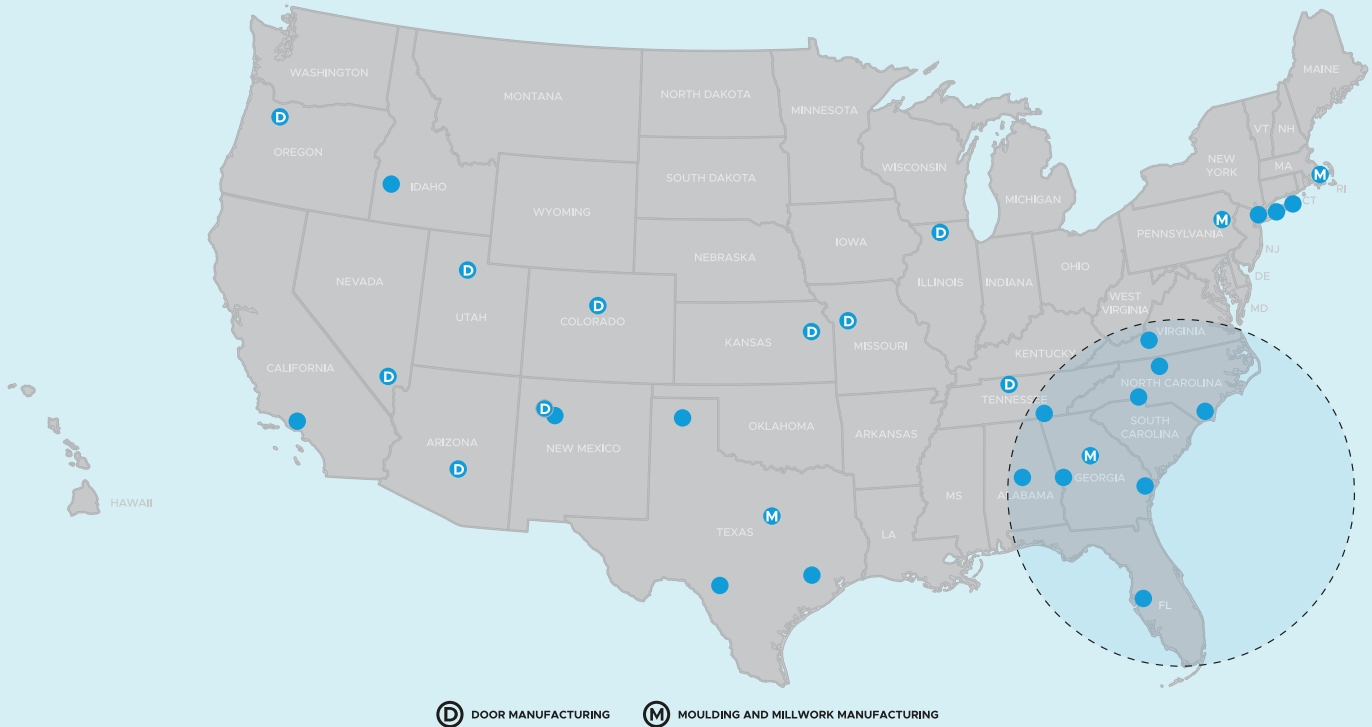 WASHINGTON
MAINE
MONTANA
NORTH DAKOTA
MINNESOTA
D
OREGON
VT
NH
WISCONSIN
NEW
YORK
MA
M
RI
IDAHO
SOUTH DAKOTA
MICHIGAN
CT
WYOMING
M
PENNSYLVANIA
D
IOWA
NJ
NEBRASKA
OHIO
D
NEVADA
UTAH
D
COLORADO
ILLINOIS
INDIANA
DE
WEST
VIRGINIA
MD
KANSAS
D
D
MISSOURI
VIRGINIA
KENTUCKY
CALIFORNIA
D
D
TENNESSEE
NORTH CAROLINA
D
ARIZONA
D
NEW MEXICO
OKLAHOMA
ARKANSAS
SOUTH
CAROLINA
M
GEORGIA
HAWAII
MS
ALABAMA
M
TEXAS
LA
FL
D DOOR MANUFACTURING
M MOULDING AND MILLWORK MANUFACTURING